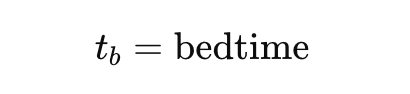 t_b = bedtime